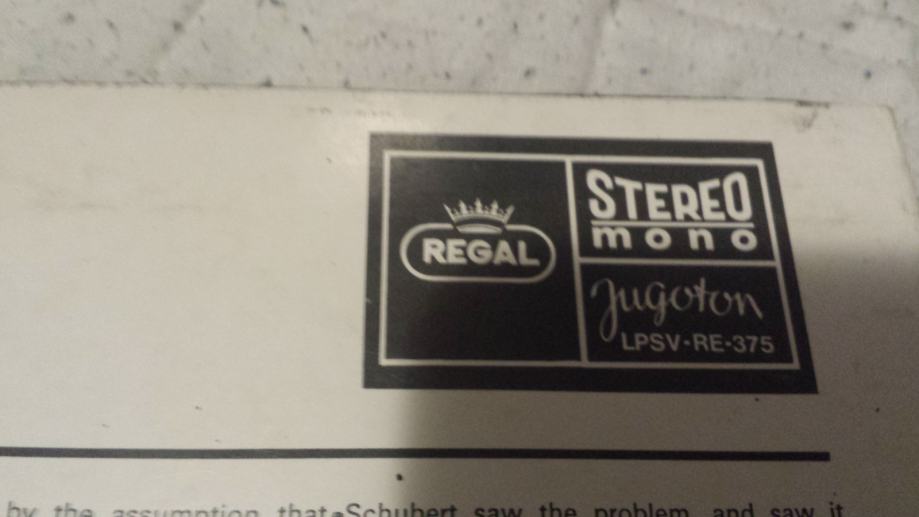 REGAL
STEREO
mono
Jugoton
LPSV-RE-375
by the assumption that Schubert saw the problem and saw it